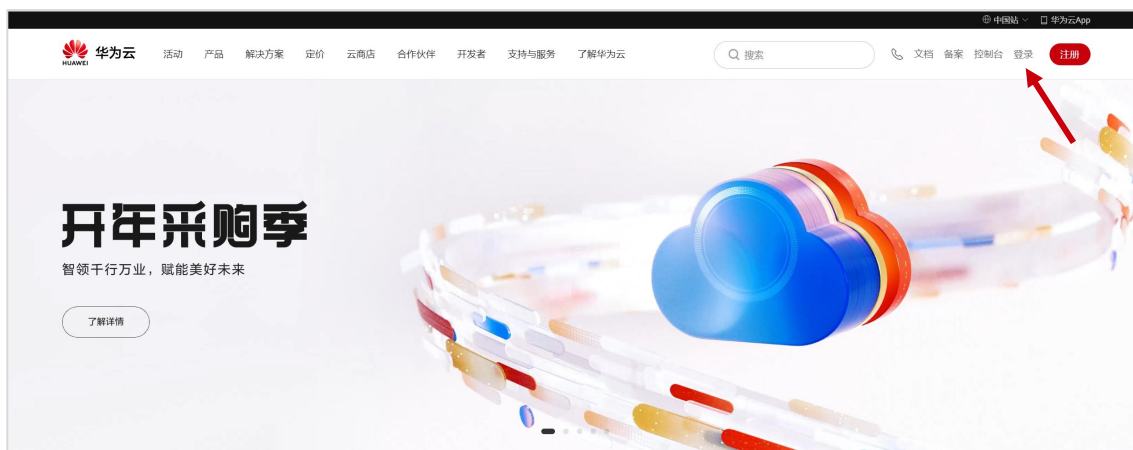 中国站 华为云App
HUAWEI 华为云 活动 产品 解决方案 定价 云商店 合作伙伴 开发者 支持与服务 了解华为云 搜索 文档 备案 控制台 登录 注册
开年采购季
智领千行万业，赋能美好未来
了解详情